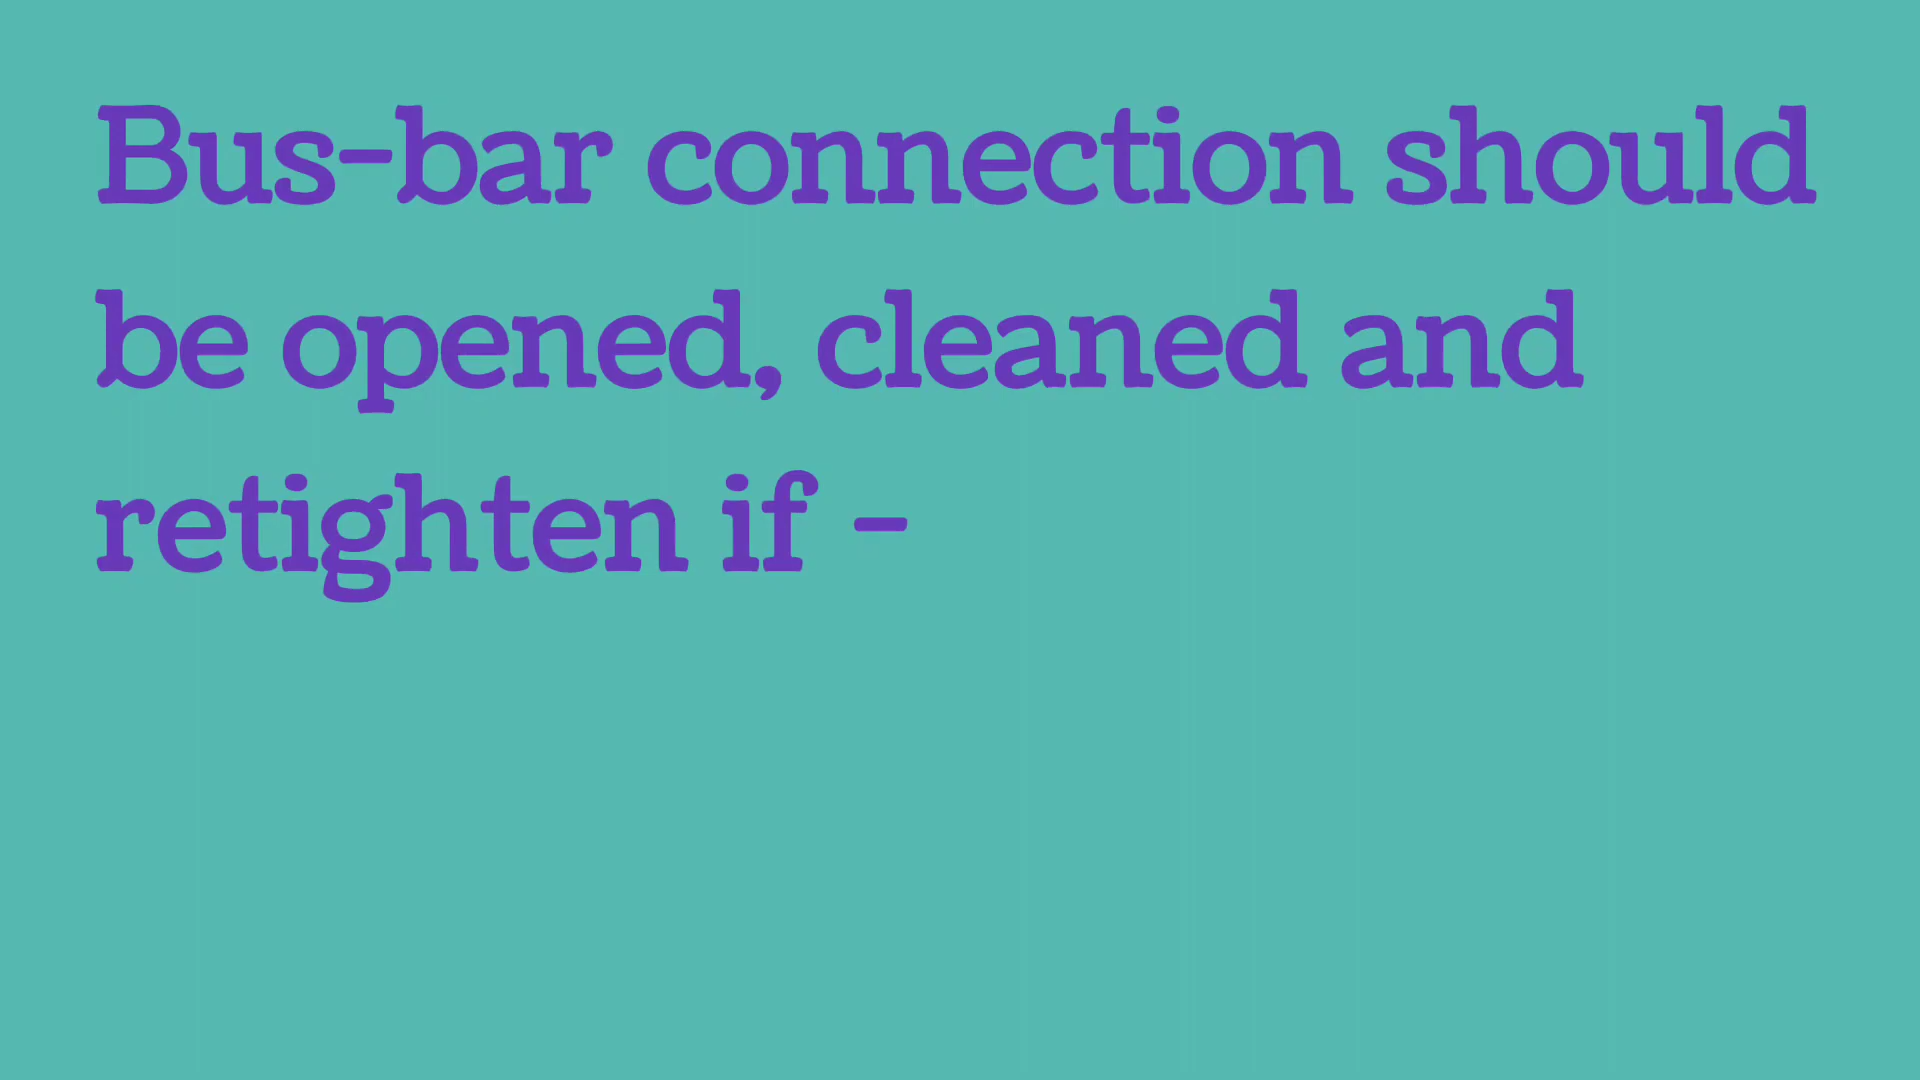 Bus-bar connection should
be opened, cleaned and
retighten if -